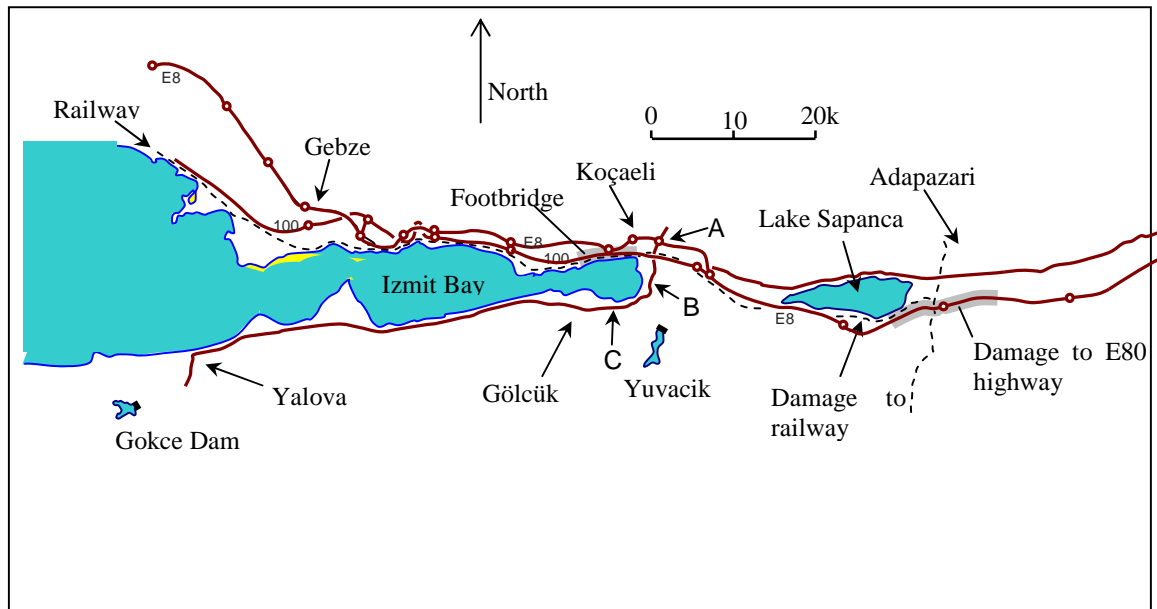 E8
North
Railway
0 10 20k
Gebze
Koçaeli
Adapazari
Footbridge
A
Lake Sapanca
100
E8
100
Izmit Bay
B
E8
C
Damage to E80
highway
Yalova
Gölcük
Yuvacik
Damage to
railway
Gokce Dam